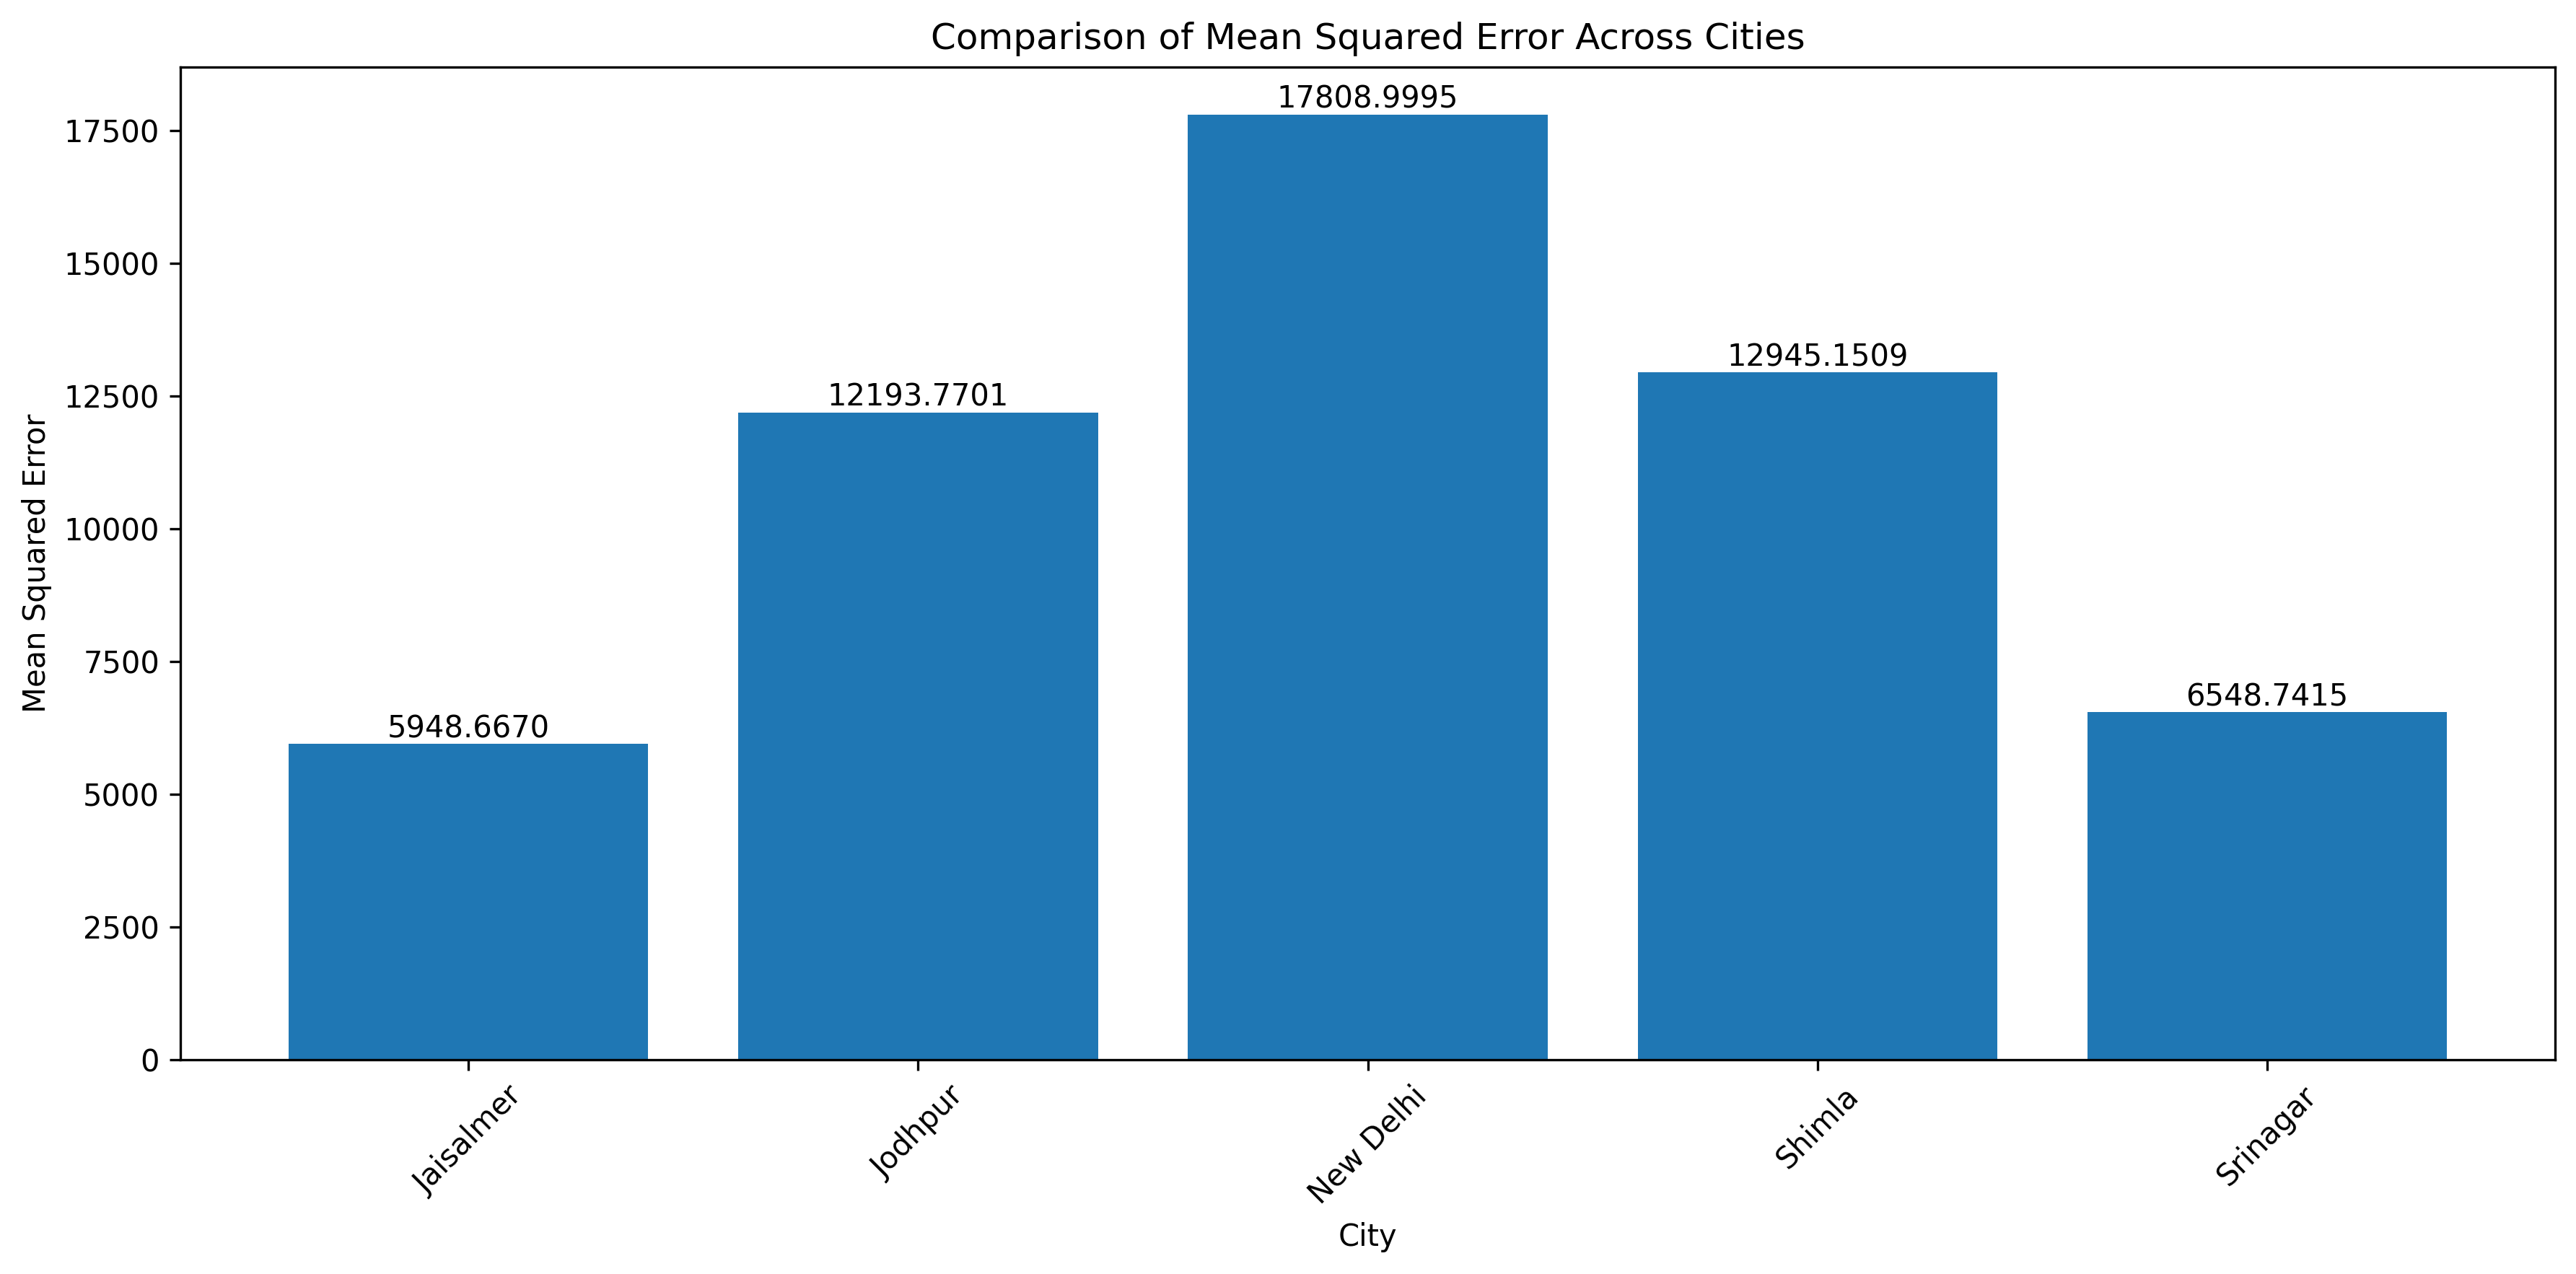 Comparison of Mean Squared Error Across Cities
17808.9995
12945.1509
12193.7701
6548.7415
5948.6670
Mean Squared Error
17500
15000
12500
10000
7500
5000
2500
0
Jaisalmer
Jodhpur
New Delhi
Shimla
Srinagar
City